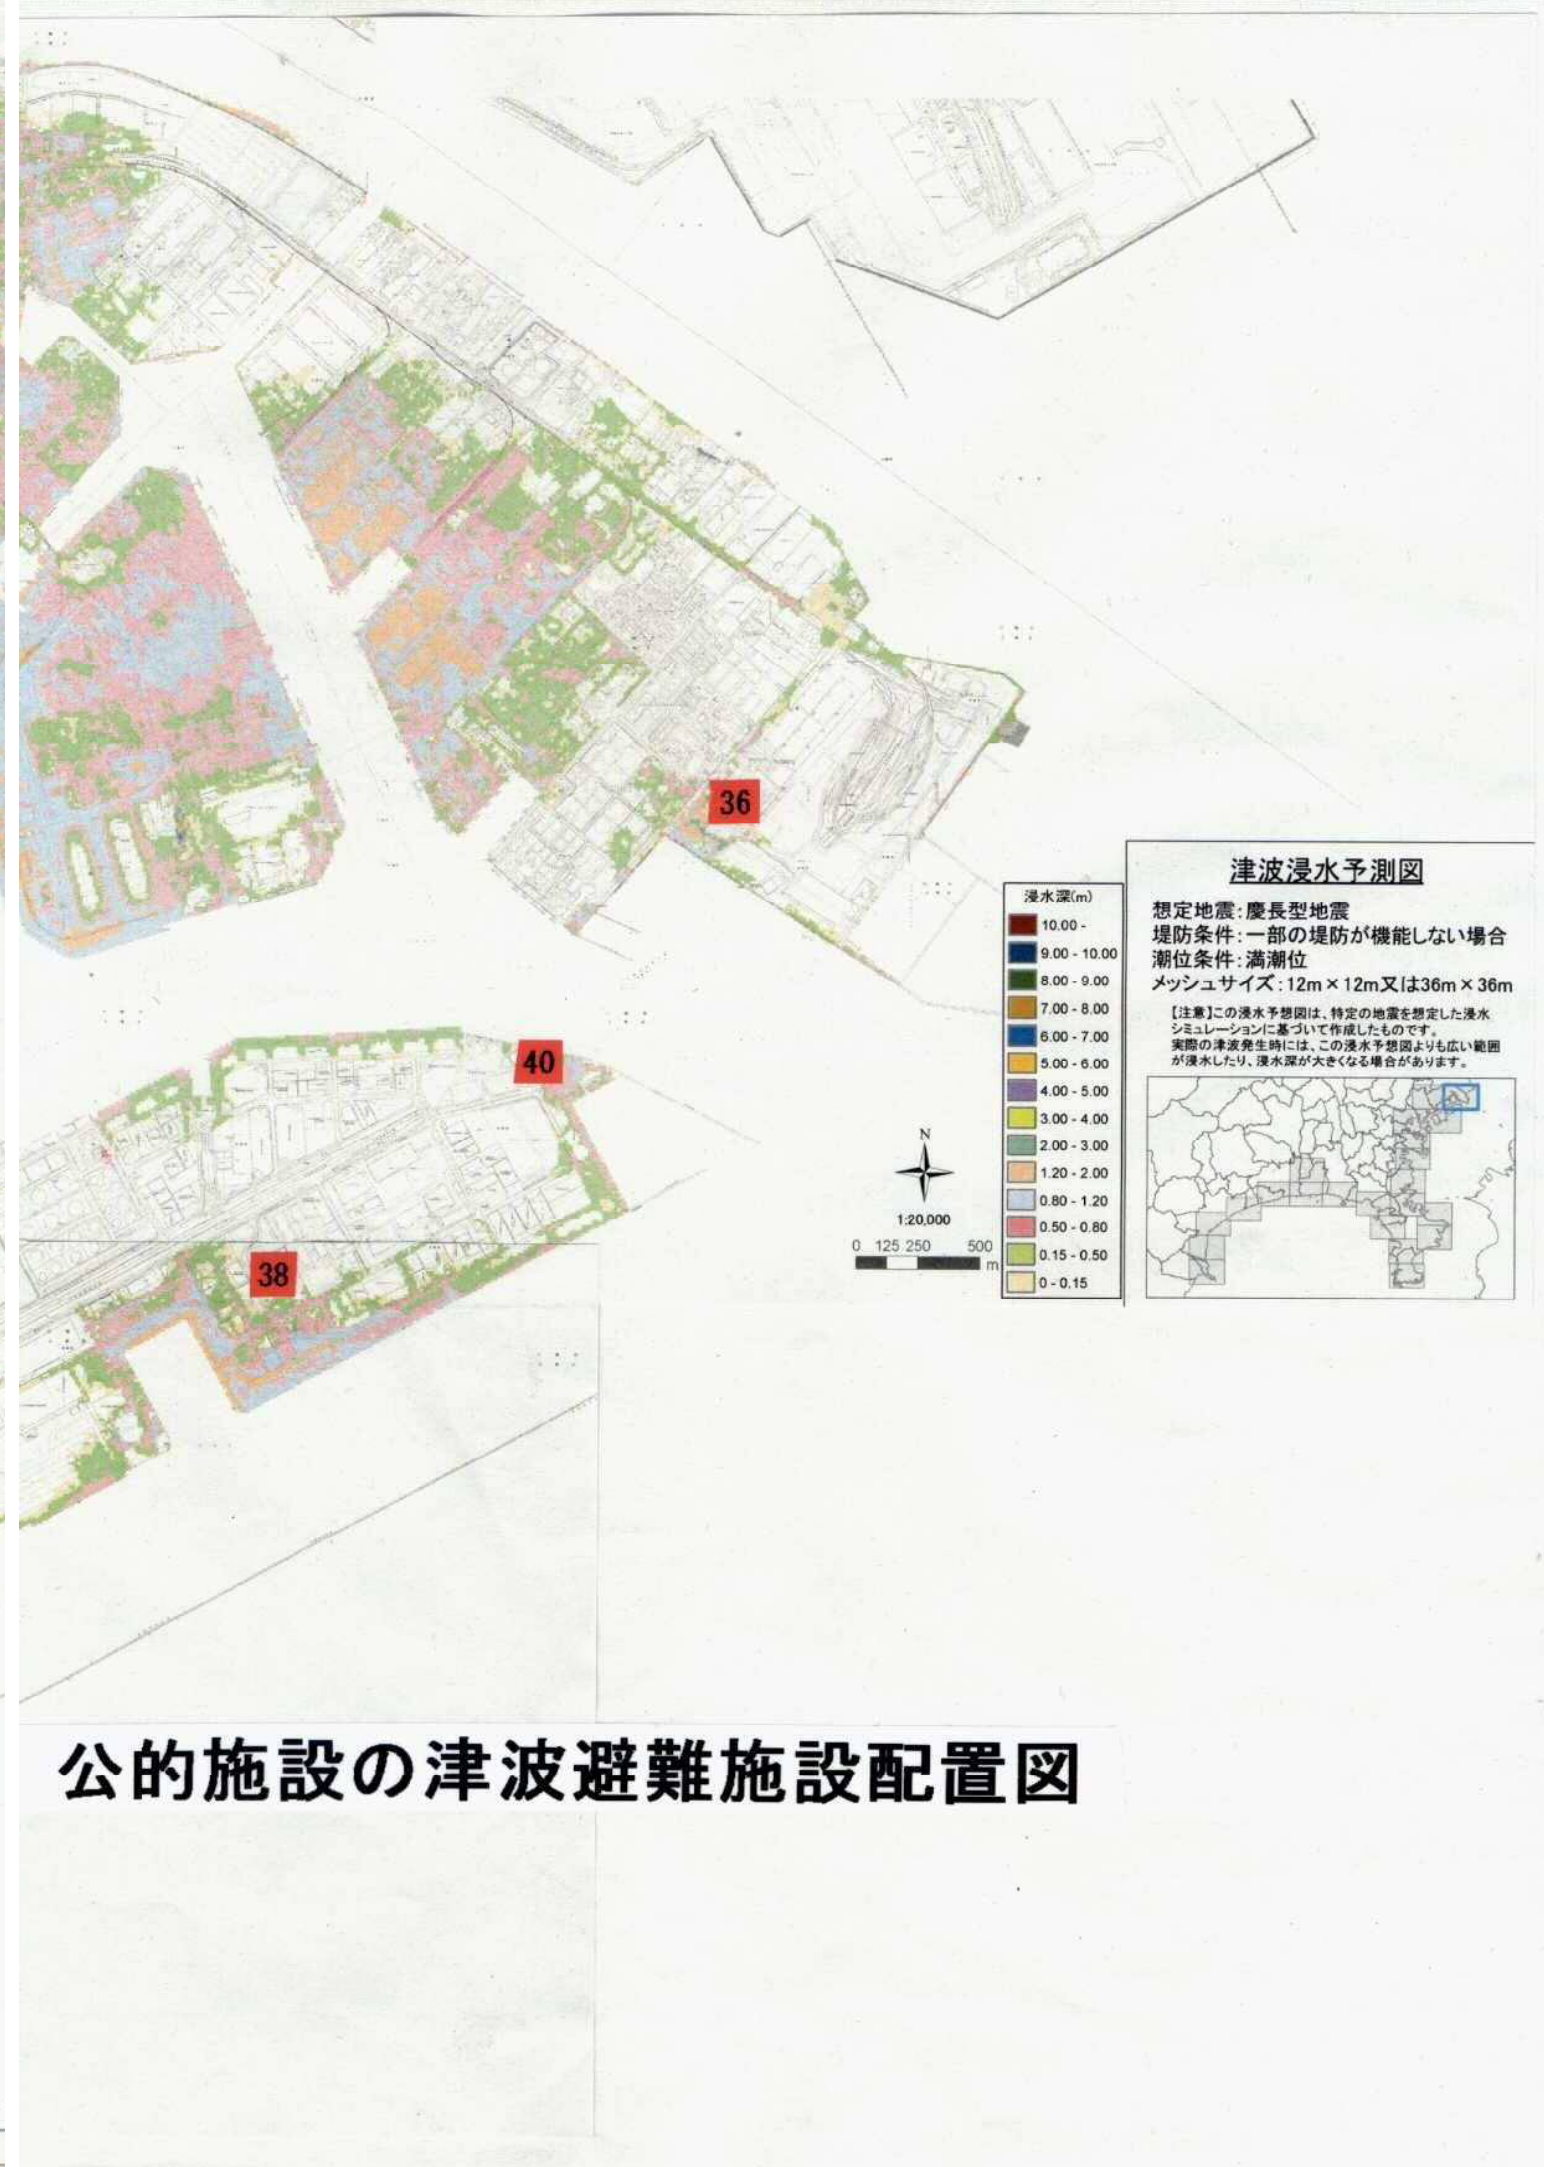 36
40
38
浸水深(m)
10.00 -
9.00 - 10.00
8.00 - 9.00
7.00 - 8.00
6.00 - 7.00
5.00 - 6.00
4.00 - 5.00
3.00 - 4.00
2.00 - 3.00
1.20 - 2.00
0.80 - 1.20
0.50 - 0.80
0.15 - 0.50
0 - 0.15
N
1:20,000
0 125 250 500
m
津波浸水予測図
想定地震:慶長型地震
堤防条件:一部の堤防が機能しない場合
潮位条件:満潮位
メッシュサイズ:12m×12m又は36m×36m
【注意】この浸水予想図は、特定の地震を想定した浸水
シミュレーションに基づいて作成したものです。
実際の津波発生時には、この浸水予想図よりも広い範囲
が浸水したり、浸水深が大きくなる場合があります。
公的施設の津波避難施設配置図